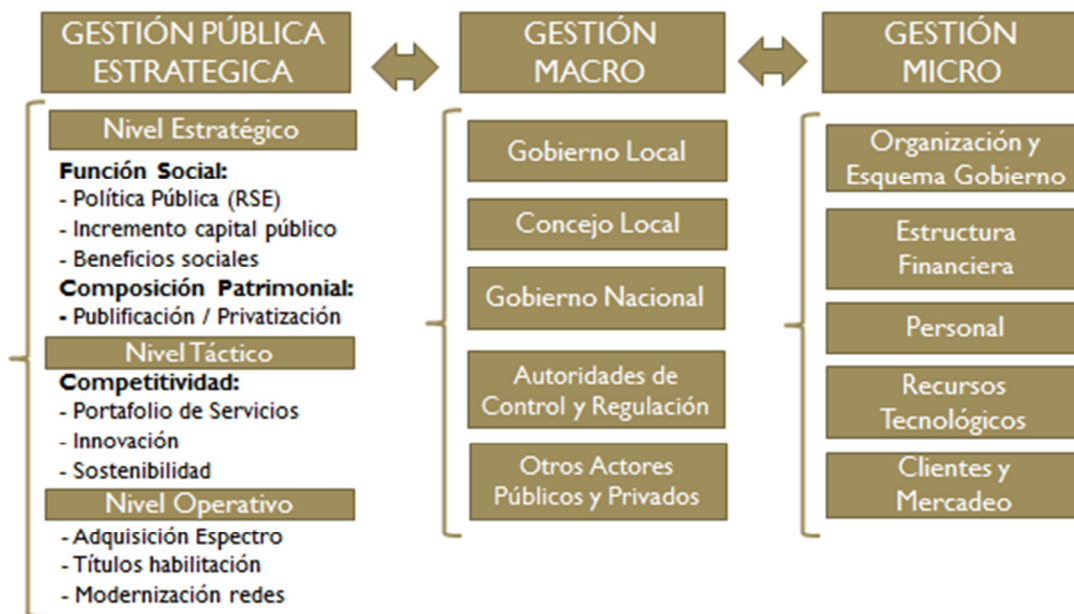 GESTIÓN PÚBLICA
ESTRATEGICA
Nivel Estratégico
Función Social:
- Política Pública (RSE)
- Incremento capital público
- Beneficios sociales
Composición Patrimonial:
- Publificación / Privatización
Nivel Táctico
Competitividad:
- Portafolio de Servicios
- Innovación
- Sostenibilidad
Nivel Operativo
- Adquisición Espectro
- Títulos habilitación
- Modernización redes
GESTIÓN
MACRO
Gobierno Local
Concejo Local
Gobierno Nacional
Autoridades de
Control y Regulación
Otros Actores
Públicos y Privados
GESTIÓN
MICRO
Organización y
Esquema Gobierno
Estructura
Financiera
Personal
Recursos
Tecnológicos
Clientes y
Mercadeo